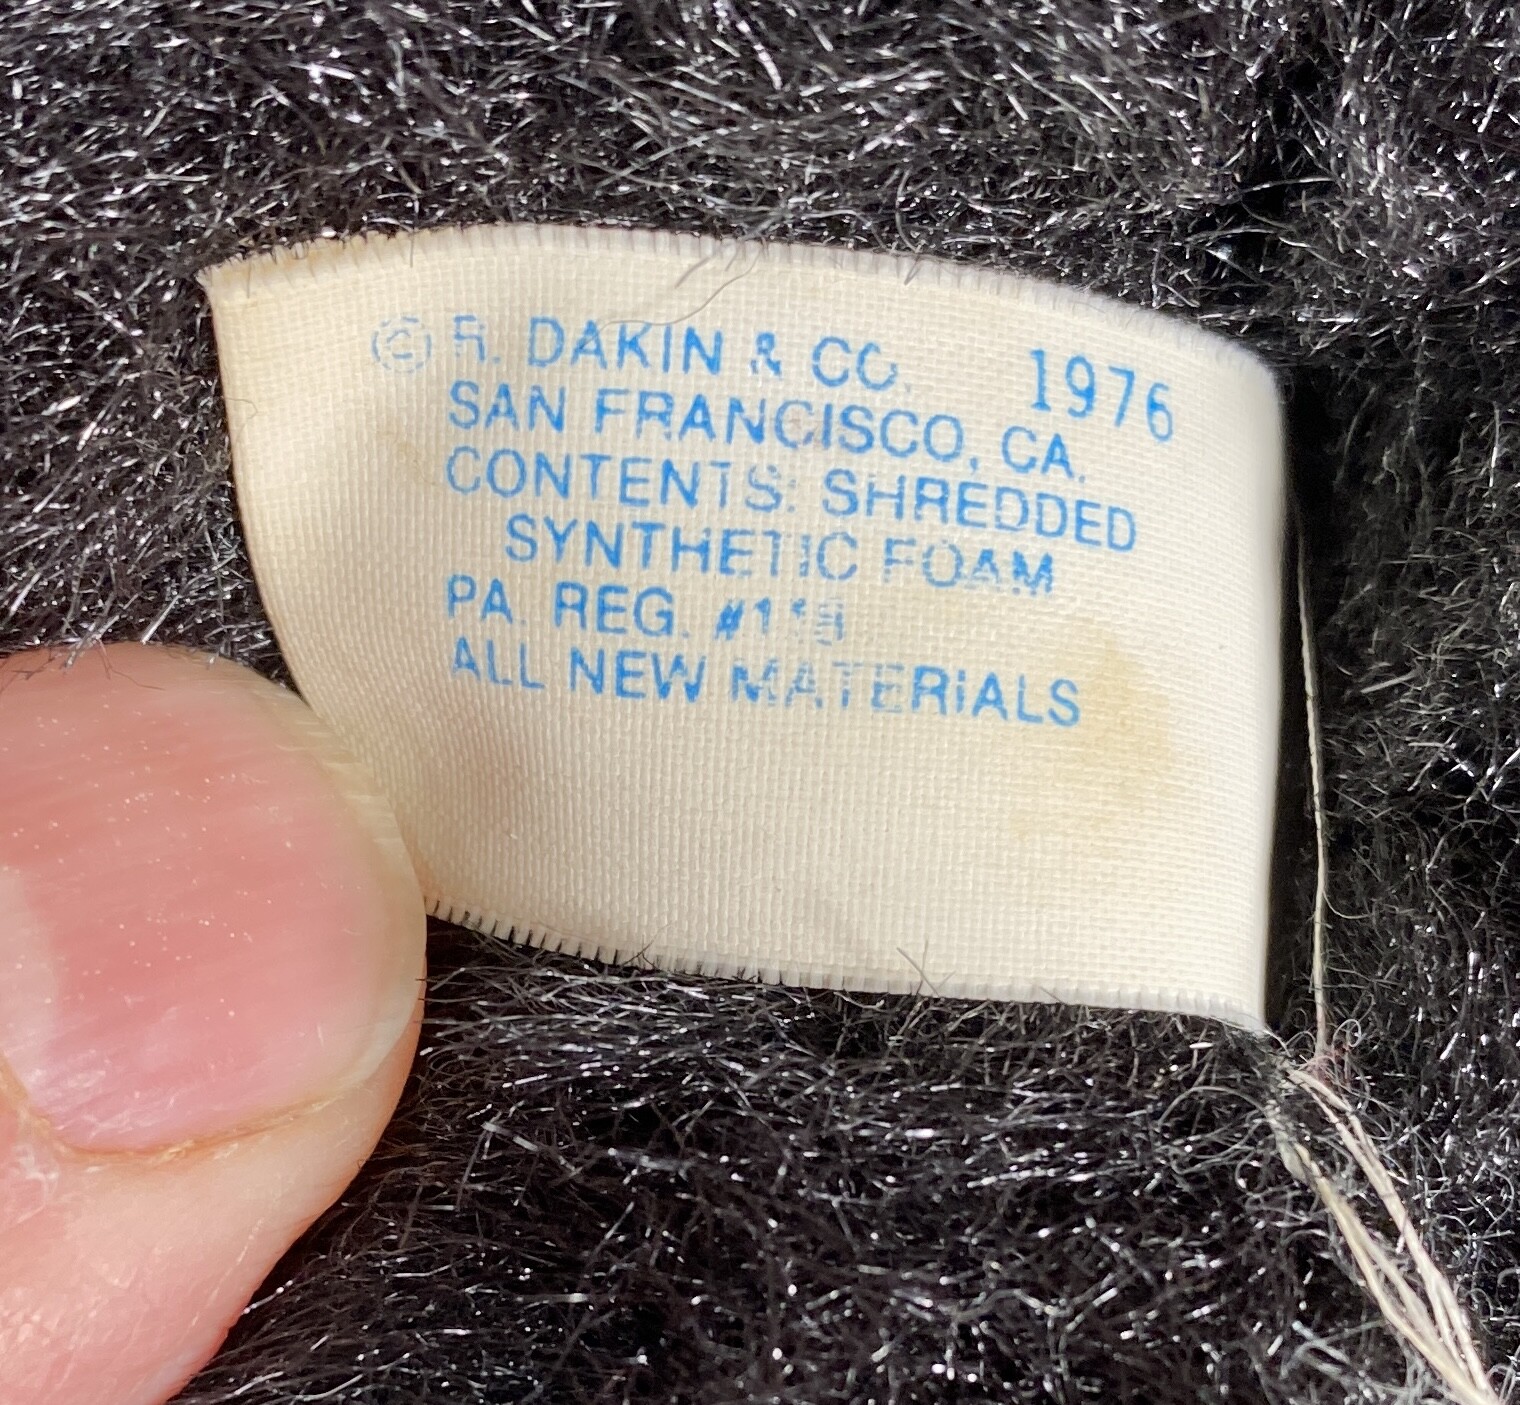 © R. DAKIN & CO. 1976
SAN FRANCISCO, CA.
CONTENTS: SHREDDED
SYNTHETIC FOAM
PA. REG.
ALL NEW MATERIALS